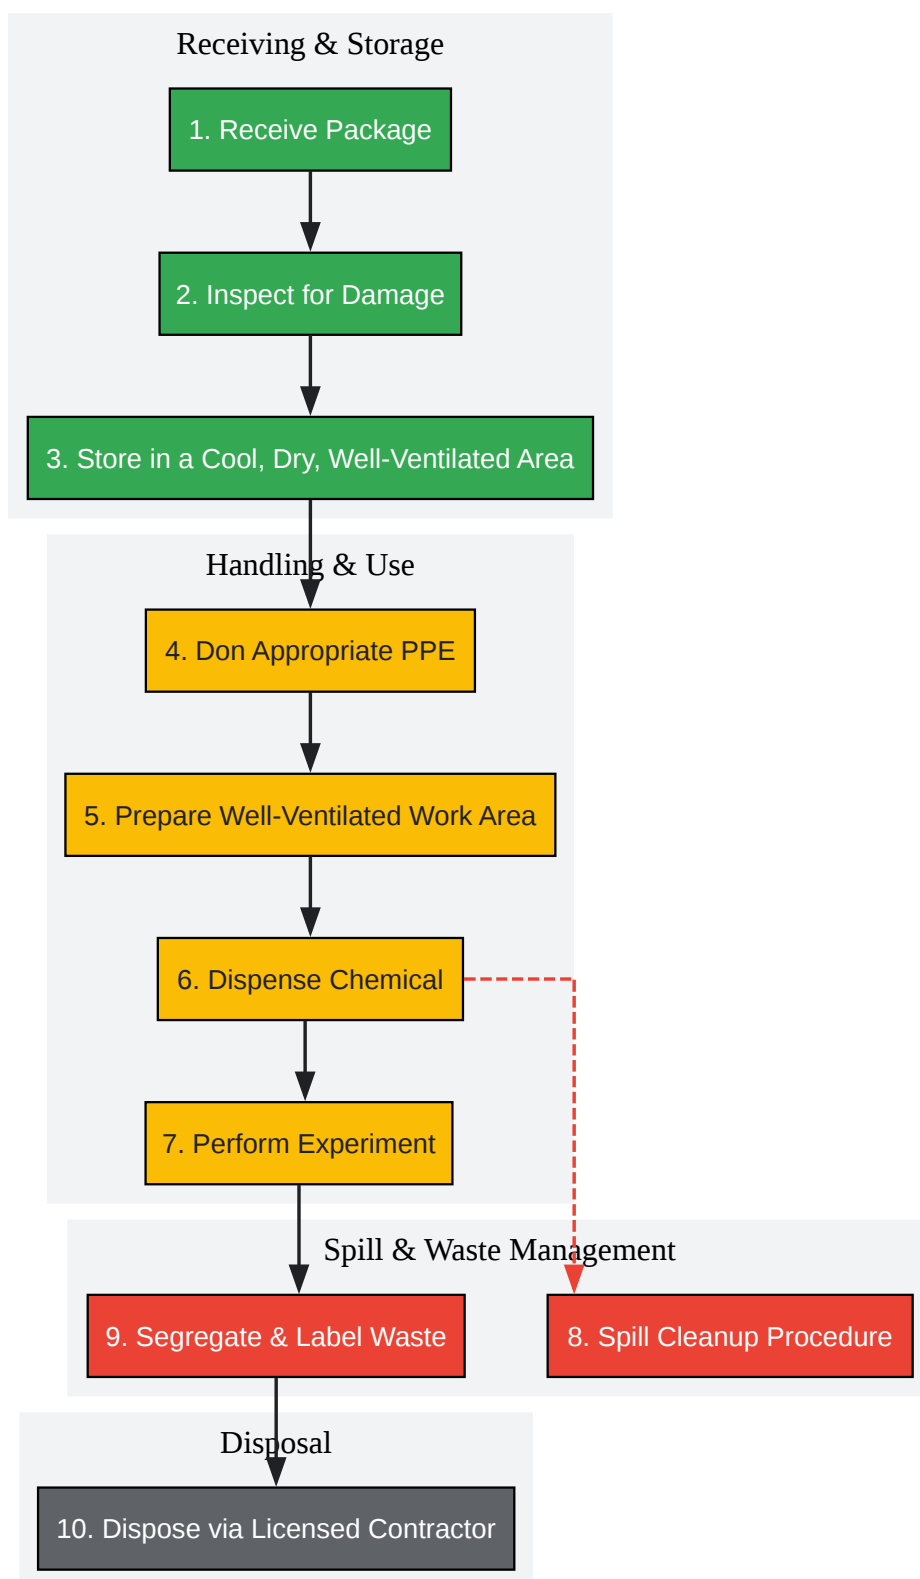 Receiving & Storage
1. Receive Package
2. Inspect for Damage
3. Store in a Cool, Dry, Well-Ventilated Area
Handling & Use
4. Don Appropriate PPE
5. Prepare Well-Ventilated Work Area
6. Dispense Chemical
7. Perform Experiment
Spill & Waste Management
9. Segregate & Label Waste
8. Spill Cleanup Procedure
Disposal
10. Dispose via Licensed Contractor